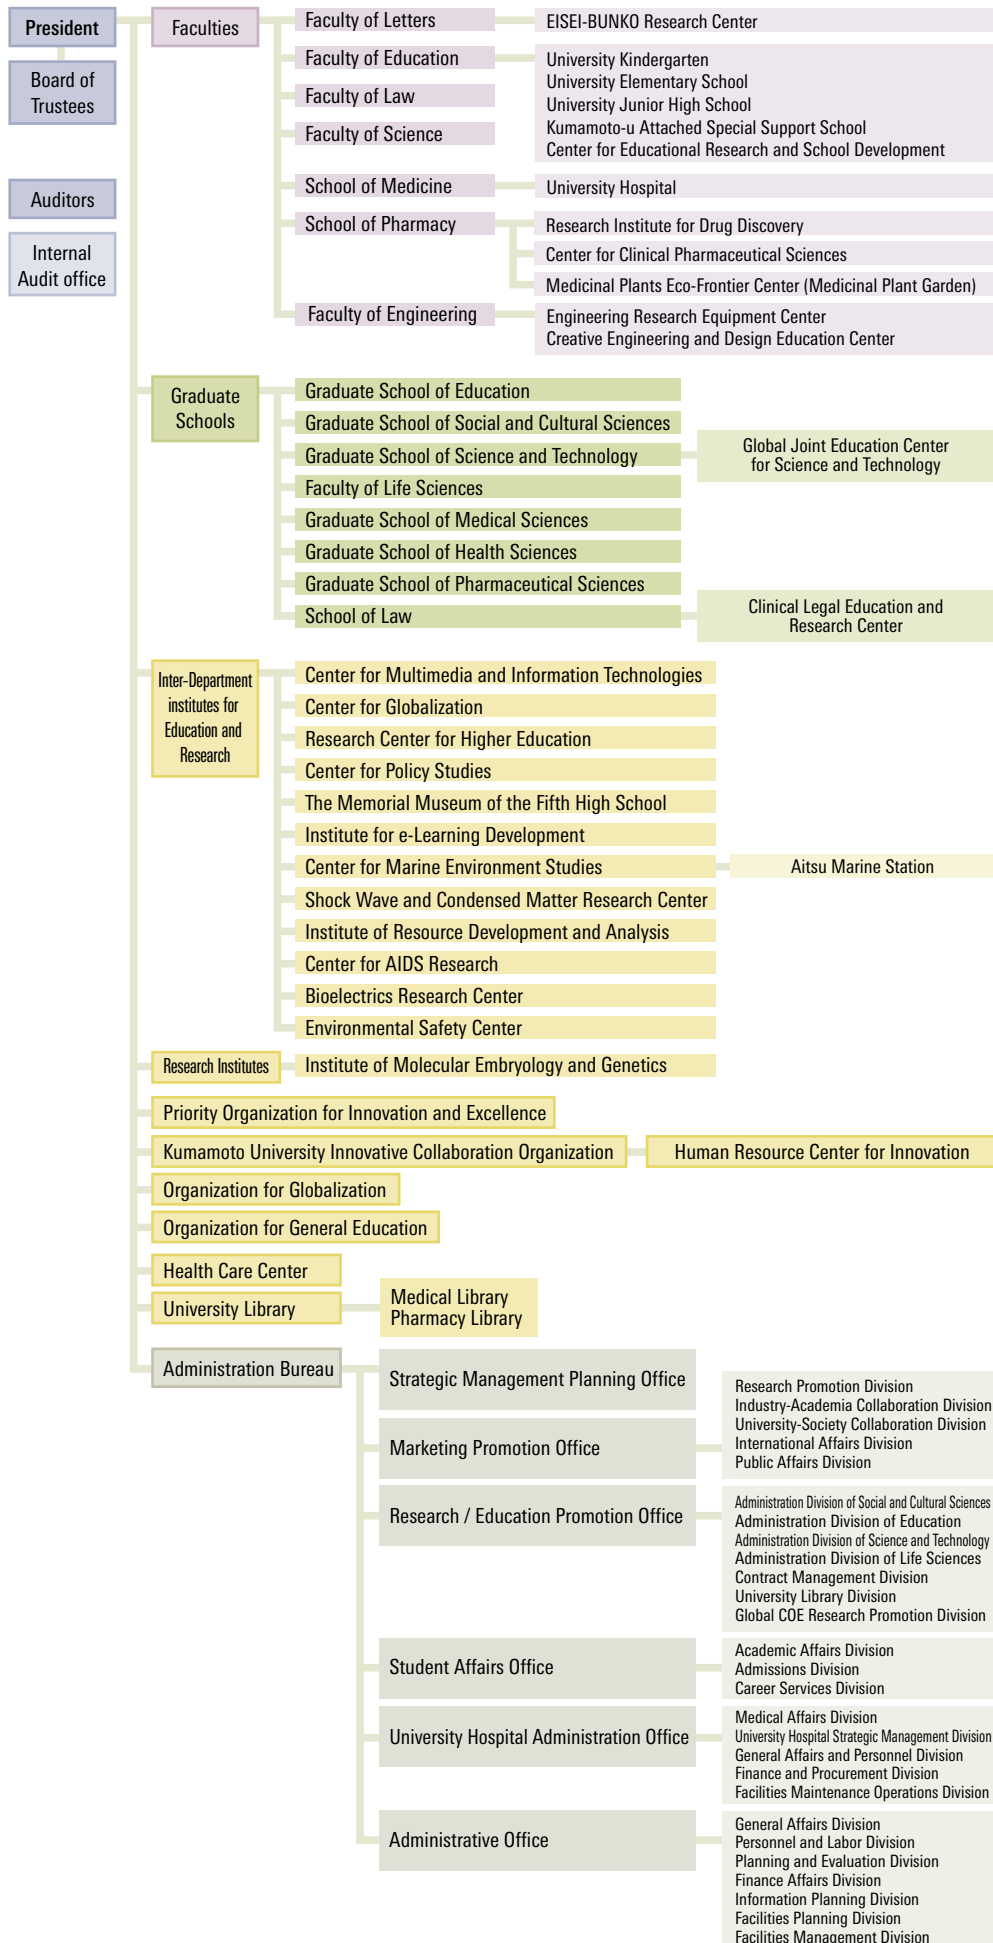 President
Board of
Trustees
Auditors
Internal
Audit office
Faculties
Faculty of Letters
EISEI-BUNKO Research Center
Faculty of Education
University Kindergarten
University Elementary School
University Junior High School
Kumamoto-u Attached Special Support School
Center for Educational Research and School Development
Faculty of Law
Faculty of Science
School of Medicine
University Hospital
School of Pharmacy
Research Institute for Drug Discovery
Center for Clinical Pharmaceutical Sciences
Medicinal Plants Eco-Frontier Center (Medicinal Plant Garden)
Faculty of Engineering
Engineering Research Equipment Center
Creative Engineering and Design Education Center
Graduate
Schools
Graduate School of Education
Graduate School of Social and Cultural Sciences
Graduate School of Science and Technology
Global Joint Education Center
for Science and Technology
Faculty of Life Sciences
Graduate School of Medical Sciences
Graduate School of Health Sciences
Graduate School of Pharmaceutical Sciences
School of Law
Clinical Legal Education and
Research Center
Inter-Department
institutes for
Education and
Research
Center for Multimedia and Information Technologies
Center for Globalization
Research Center for Higher Education
Center for Policy Studies
The Memorial Museum of the Fifth High School
Institute for e-Learning Development
Center for Marine Environment Studies
Aitsu Marine Station
Shock Wave and Condensed Matter Research Center
Institute of Resource Development and Analysis
Center for AIDS Research
Bioelectrics Research Center
Environmental Safety Center
Research Institutes
Institute of Molecular Embryology and Genetics
Priority Organization for Innovation and Excellence
Kumamoto University Innovative Collaboration Organization
Human Resource Center for Innovation
Organization for Globalization
Organization for General Education
Health Care Center
University Library
Medical Library
Pharmacy Library
Administration Bureau
Strategic Management Planning Office
Marketing Promotion Office
Research Promotion Division
Industry-Academia Collaboration Division
University-Society Collaboration Division
International Affairs Division
Public Affairs Division
Research / Education Promotion Office
Administration Division of Social and Cultural Sciences
Administration Division of Education
Administration Division of Science and Technology
Administration Division of Life Sciences
Contract Management Division
University Library Division
Global COE Research Promotion Division
Student Affairs Office
Academic Affairs Division
Admissions Division
Career Services Division
University Hospital Administration Office
Medical Affairs Division
University Hospital Strategic Management Division
General Affairs and Personnel Division
Finance and Procurement Division
Facilities Maintenance Operations Division
Administrative Office
General Affairs Division
Personnel and Labor Division
Planning and Evaluation Division
Finance Affairs Division
Information Planning Division
Facilities Planning Division
Facilities Management Division